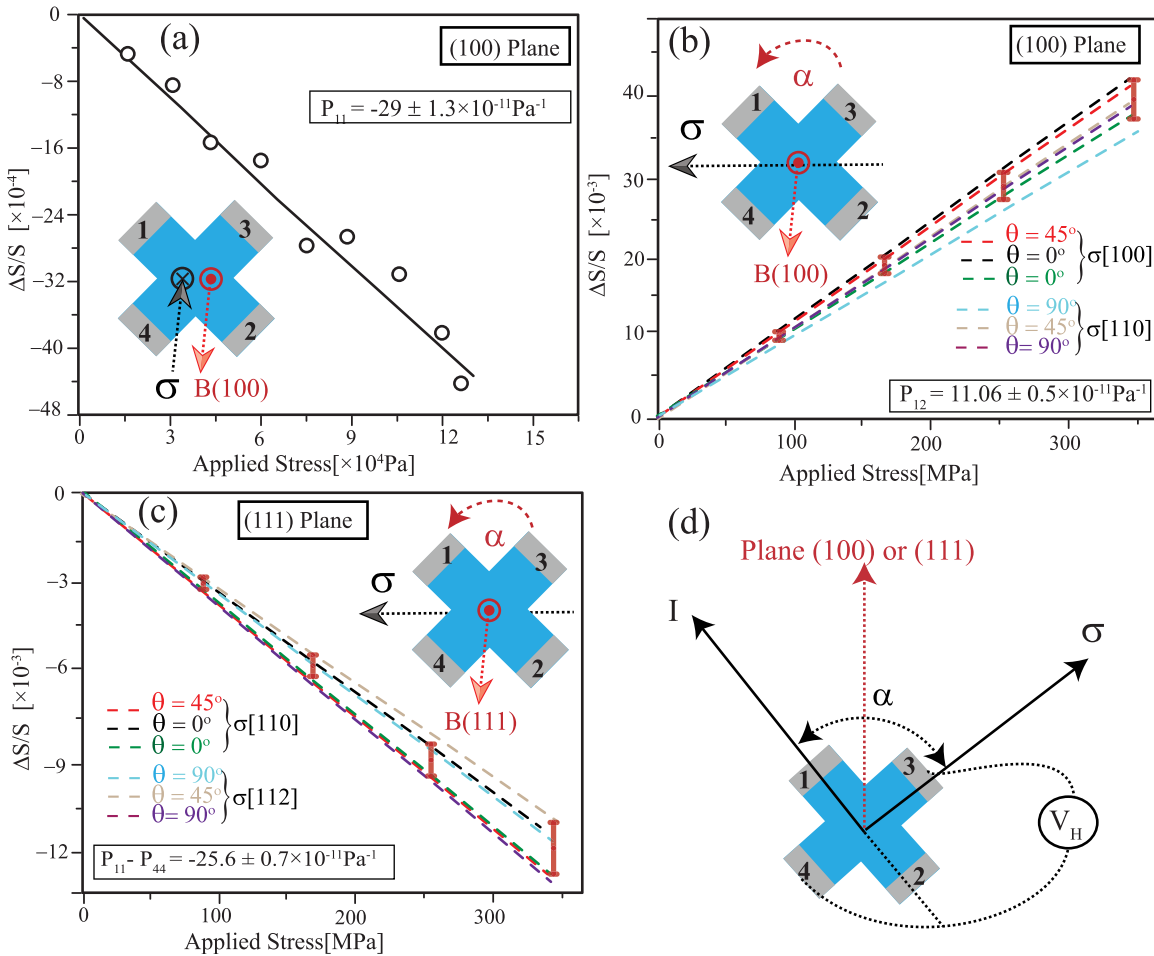 (a)
(100) Plane
P11 = -29 ± 1.3×10-11Pa-1
ΔS/S [×10-4]
0
−8
−16
−24
−32
−40
−48
1
3
4
2
σ
B(100)
0
3
6
9
12
15
Applied Stress[×10⁴Pa]
(b)
(100) Plane
α
1
3
σ
4
2
B(100)
ΔS/S [×10-3]
40
30
20
10
0
θ = 45o
θ = 0o
θ = 0o
σ[100]
θ = 90o
θ = 45o
θ= 90o
σ[110]
P12 = 11.06 ± 0.5×10-11Pa-1
0
100
200
300
Applied Stress[MPa]
(c)
(111) Plane
α
1
3
σ
4
2
B(111)
ΔS/S [×10-3]
0
−3
−6
−9
−12
θ = 45o
θ = 0o
θ = 0o
σ[110]
θ = 90o
θ = 45o
θ = 90o
σ[112]
P11- P44 = -25.6 ± 0.7×10-11Pa-1
0
100
200
300
Applied Stress[MPa]
(d)
Plane (100) or (111)
I
σ
α
1
3
VH
4
2